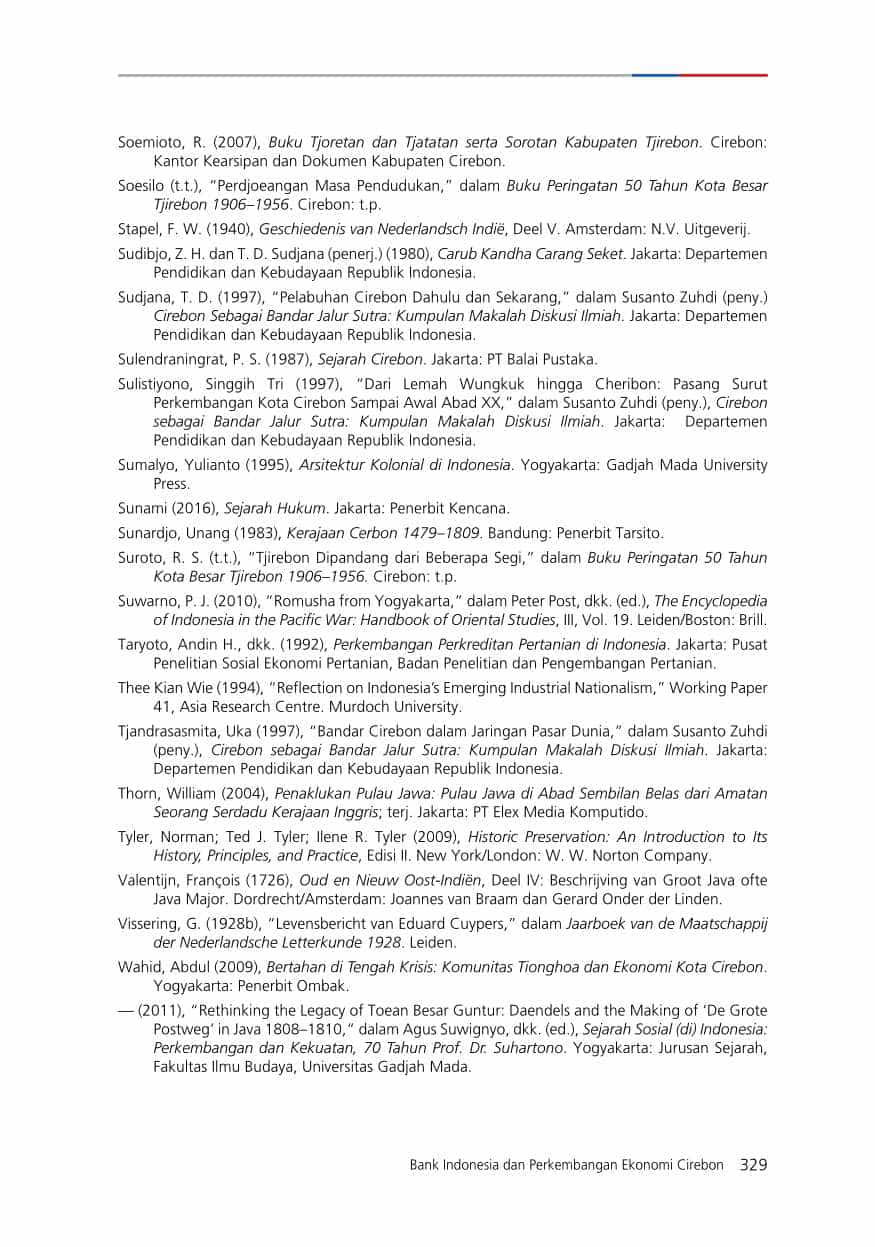 Soemioto, R. (2007), Buku Tjoretan dan Tjatatan serta Sorotan Kabupaten Tjirebon. Cirebon:
Kantor Kearsipan dan Dokumen Kabupaten Cirebon.
Soesilo (t.t.), “Perdjoeangan Masa Pendudukan,” dalam Buku Peringatan 50 Tahun Kota Besar
Tjirebon 1906–1956. Cirebon: t.p.
Stapel, F. W. (1940), Geschiedenis van Nederlandsch Indië, Deel V. Amsterdam: N.V. Uitgeverij.
Sudibjo, Z. H. dan T. D. Sudjana (penerj.) (1980), Carub Kandha Carang Seket. Jakarta: Departemen
Pendidikan dan Kebudayaan Republik Indonesia.
Sudjana, T. D. (1997), “Pelabuhan Cirebon Dahulu dan Sekarang,” dalam Susanto Zuhdi (peny.)
Cirebon Sebagai Bandar Jalur Sutra: Kumpulan Makalah Diskusi Ilmiah. Jakarta: Departemen
Pendidikan dan Kebudayaan Republik Indonesia.
Sulendraningrat, P. S. (1987), Sejarah Cirebon. Jakarta: PT Balai Pustaka.
Sulistiyono, Singgih Tri (1997), “Dari Lemah Wungkuk hingga Cheribon: Pasang Surut
Perkembangan Kota Cirebon Sampai Awal Abad XX,” dalam Susanto Zuhdi (peny.), Cirebon
sebagai Bandar Jalur Sutra: Kumpulan Makalah Diskusi Ilmiah. Jakarta: Departemen
Pendidikan dan Kebudayaan Republik Indonesia.
Sumalyo, Yulianto (1995), Arsitektur Kolonial di Indonesia. Yogyakarta: Gadjah Mada University
Press.
Sunami (2016), Sejarah Hukum. Jakarta: Penerbit Kencana.
Sunardjo, Unang (1983), Kerajaan Cerbon 1479–1809. Bandung: Penerbit Tarsito.
Suroto, R. S. (t.t.), “Tjirebon Dipandang dari Beberapa Segi,” dalam Buku Peringatan 50 Tahun
Kota Besar Tjirebon 1906–1956. Cirebon: t.p.
Suwarno, P. J. (2010), “Romusha from Yogyakarta,” dalam Peter Post, dkk. (ed.), The Encyclopedia
of Indonesia in the Pacific War: Handbook of Oriental Studies, III, Vol. 19. Leiden/Boston: Brill.
Taryoto, Andin H., dkk. (1992), Perkembangan Perkreditan Pertanian di Indonesia. Jakarta: Pusat
Penelitian Sosial Ekonomi Pertanian, Badan Penelitian dan Pengembangan Pertanian.
Thee Kian Wie (1994), “Reflection on Indonesia’s Emerging Industrial Nationalism,” Working Paper
41, Asia Research Centre. Murdoch University.
Tjandrasasmita, Uka (1997), “Bandar Cirebon dalam Jaringan Pasar Dunia,” dalam Susanto Zuhdi
(peny.), Cirebon sebagai Bandar Jalur Sutra: Kumpulan Makalah Diskusi Ilmiah. Jakarta:
Departemen Pendidikan dan Kebudayaan Republik Indonesia.
Thorn, William (2004), Penaklukan Pulau Jawa: Pulau Jawa di Abad Sembilan Belas dari Amatan
Seorang Serdadu Kerajaan Inggris; terj. Jakarta: PT Elex Media Komputido.
Tyler, Norman; Ted J. Tyler; Ilene R. Tyler (2009), Historic Preservation: An Introduction to Its
History, Principles, and Practice, Edisi II. New York/London: W. W. Norton Company.
Valentijn, François (1726), Oud en Nieuw Oost-Indiën, Deel IV: Beschrijving van Groot Java ofte
Java Major. Dordrecht/Amsterdam: Joannes van Braam dan Gerard Onder der Linden.
Vissering, G. (1928b), “Levensbericht van Eduard Cuypers,” dalam Jaarboek van de Maatschappij
der Nederlandsche Letterkunde 1928. Leiden.
Wahid, Abdul (2009), Bertahan di Tengah Krisis: Komunitas Tionghoa dan Ekonomi Kota Cirebon.
Yogyakarta: Penerbit Ombak.
— (2011), “Rethinking the Legacy of Toean Besar Guntur: Daendels and the Making of ‘De Grote
Postweg’ in Java 1808–1810,” dalam Agus Suwignyo, dkk. (ed.), Sejarah Sosial (di) Indonesia:
Perkembangan dan Kekuatan, 70 Tahun Prof. Dr. Suhartono. Yogyakarta: Jurusan Sejarah,
Fakultas Ilmu Budaya, Universitas Gadjah Mada.
Bank Indonesia dan Perkembangan Ekonomi Cirebon 329